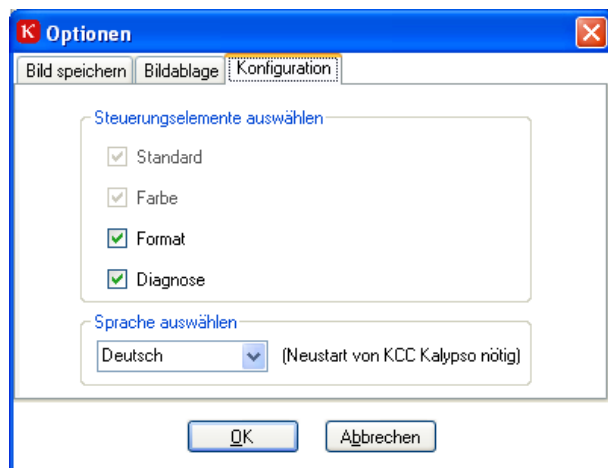 K Optionen
Bild speichern Bildablage Konfiguration
Steuerungselemente auswählen
Standard
Farbe
Format
Diagnose
Sprache auswählen
Deutsch (Neustart von KCC Kalypso nötig)
OK Abbrechen